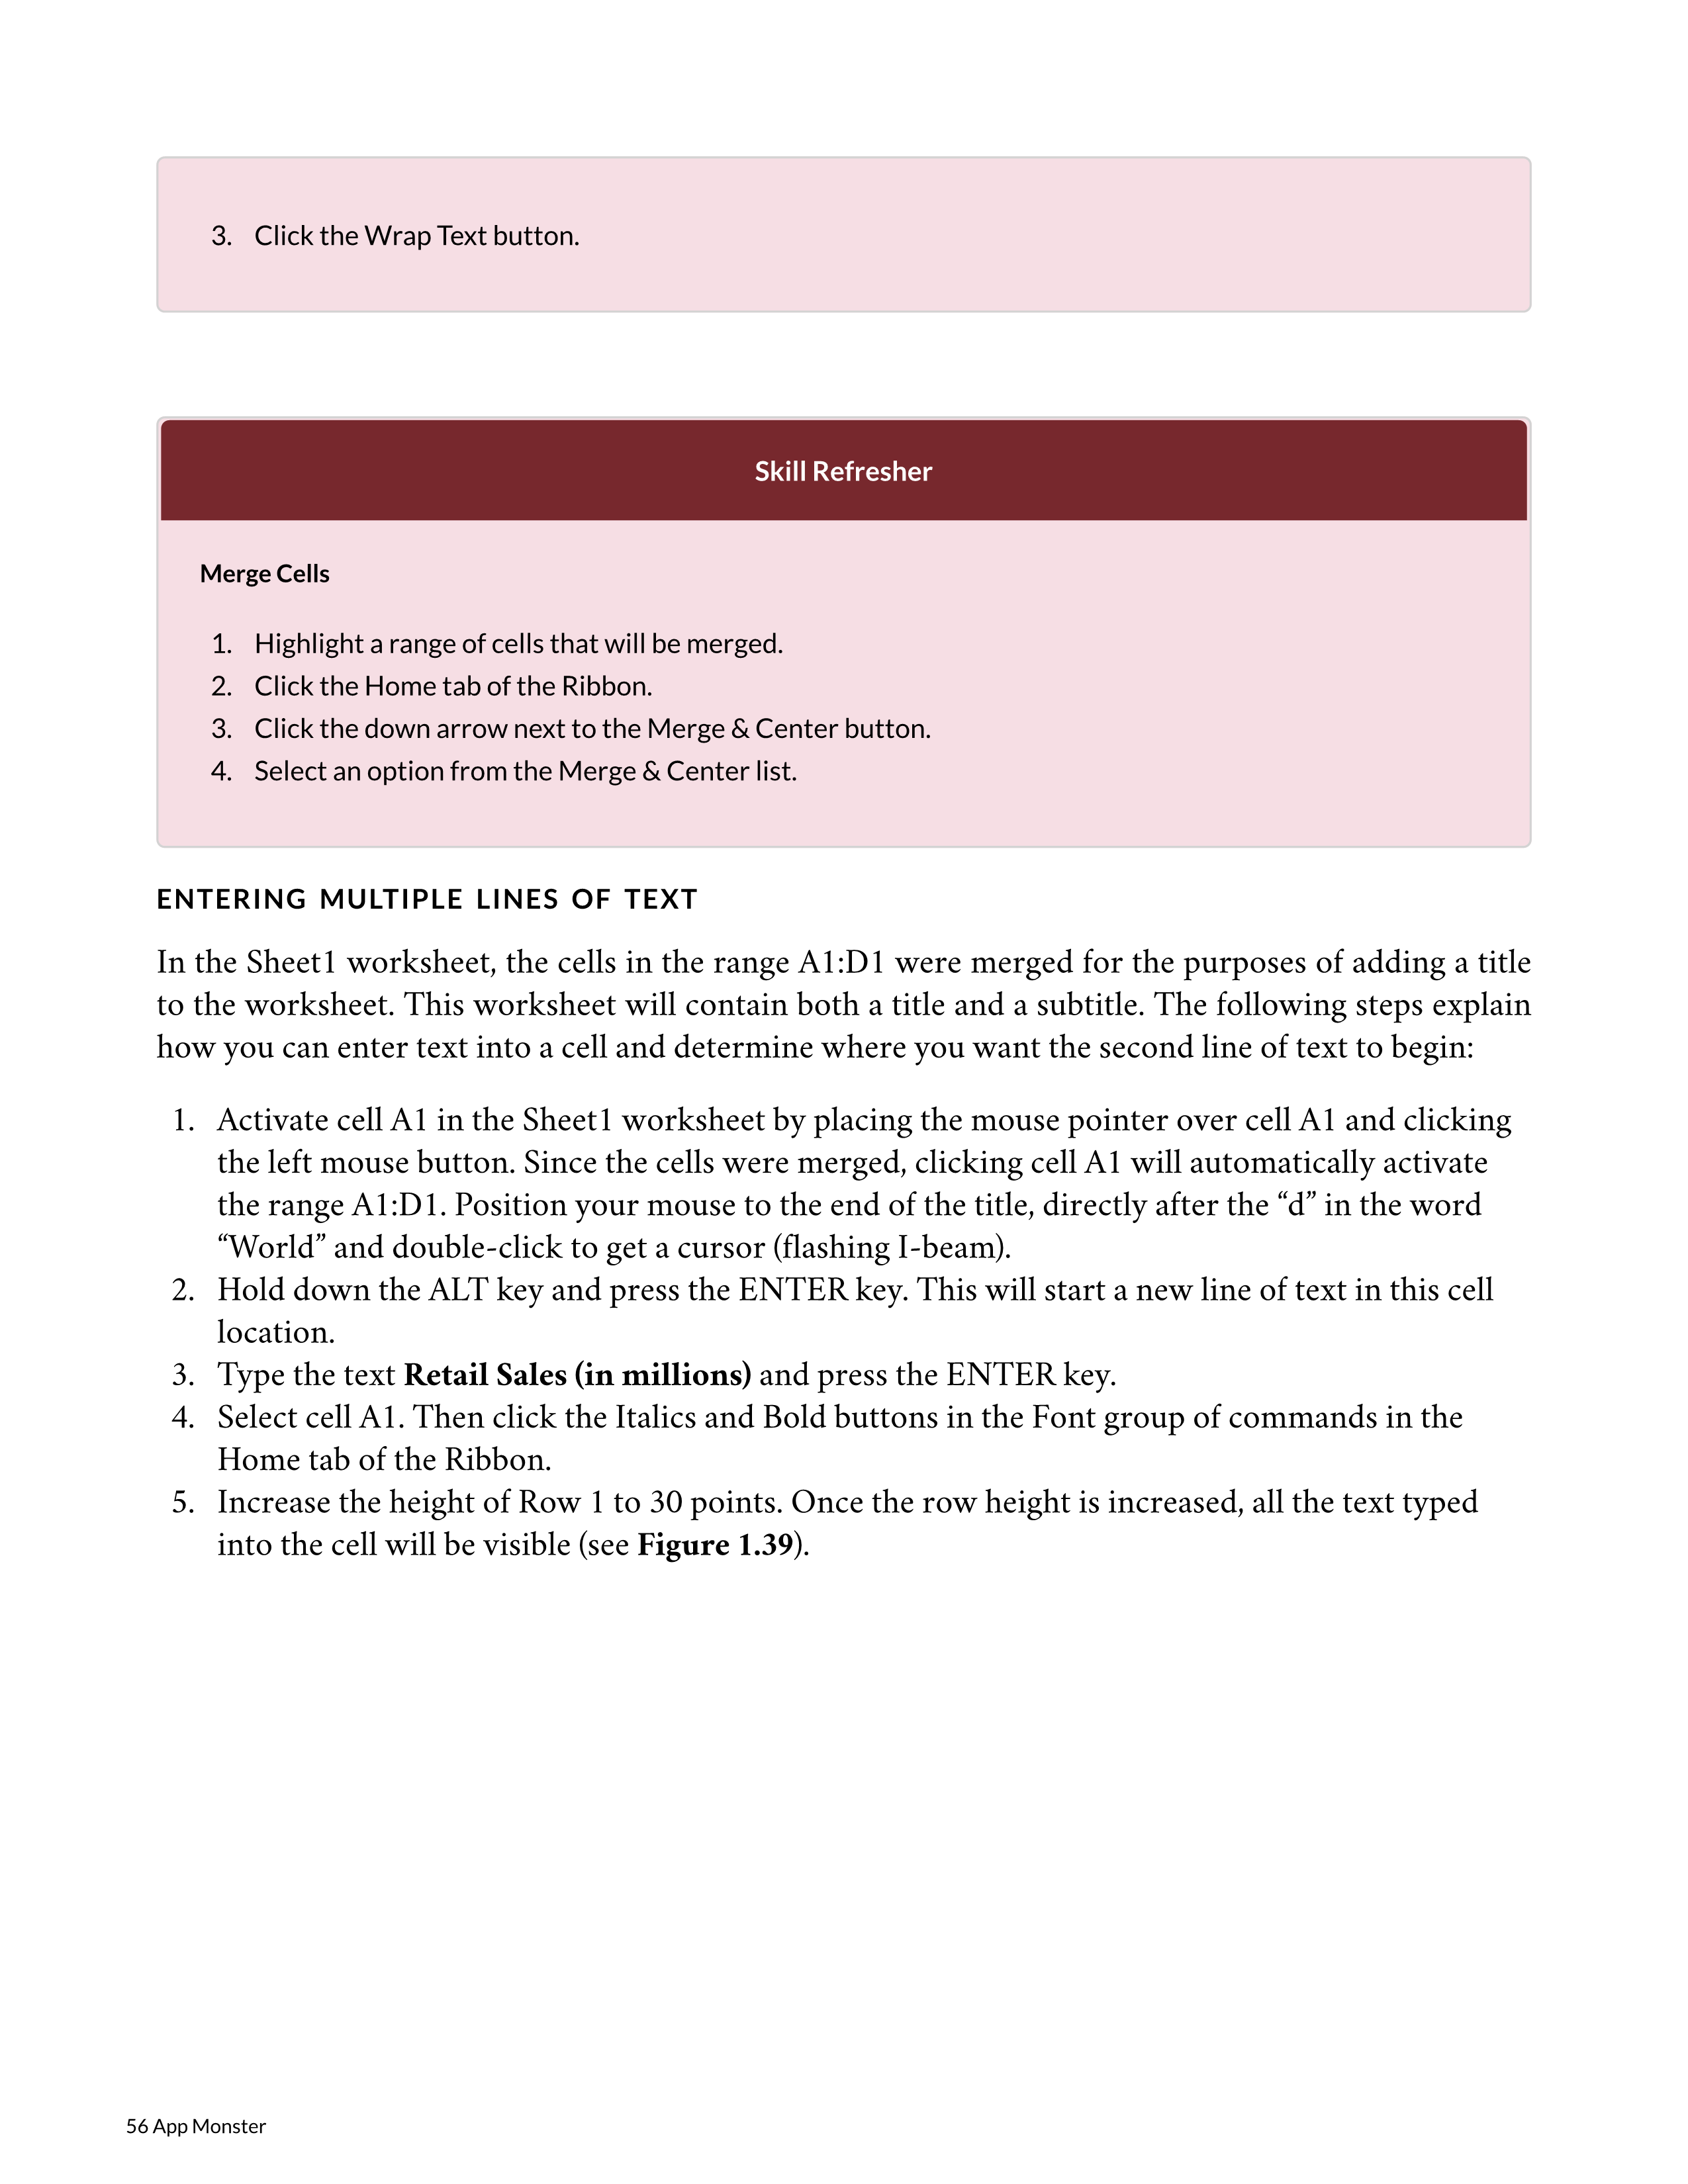 3. Click the Wrap Text button.
Skill Refresher
Merge Cells
1. Highlight a range of cells that will be merged.
2. Click the Home tab of the Ribbon.
3. Click the down arrow next to the Merge & Center button.
4. Select an option from the Merge & Center list.
ENTERING MULTIPLE LINES OF TEXT
In the Sheet1 worksheet, the cells in the range A1:D1 were merged for the purposes of adding a title
to the worksheet. This worksheet will contain both a title and a subtitle. The following steps explain
how you can enter text into a cell and determine where you want the second line of text to begin:
1. Activate cell A1 in the Sheet1 worksheet by placing the mouse pointer over cell A1 and clicking
the left mouse button. Since the cells were merged, clicking cell A1 will automatically activate
the range A1:D1. Position your mouse to the end of the title, directly after the “d” in the word
“World” and double-click to get a cursor (flashing I-beam).
2. Hold down the ALT key and press the ENTER key. This will start a new line of text in this cell
location.
3. Type the text Retail Sales (in millions) and press the ENTER key.
4. Select cell A1. Then click the Italics and Bold buttons in the Font group of commands in the
Home tab of the Ribbon.
5. Increase the height of Row 1 to 30 points. Once the row height is increased, all the text typed
into the cell will be visible (see Figure 1.39).
56 App Monster